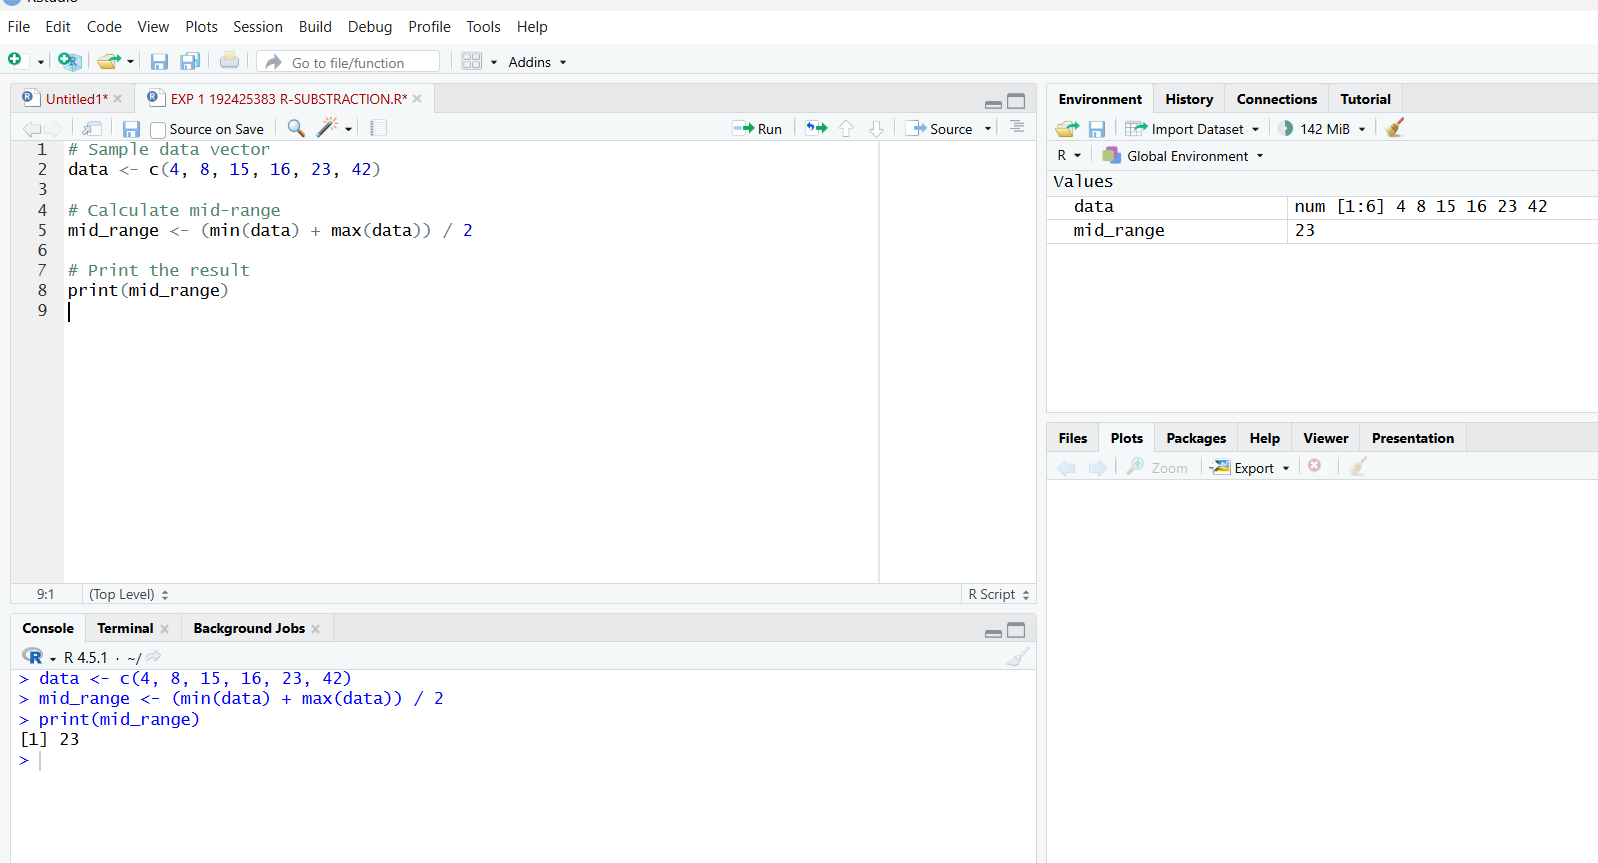 File Edit Code View Plots Session Build Debug Profile Tools Help
Go to file/function Addins
Untitled1* EXP 1 192425383 R-SUBSTRACTION.R*
Source on Save Run Source
1 # Sample data vector
2 data <- c(4, 8, 15, 16, 23, 42)
3
4 # Calculate mid-range
5 mid_range <- (min(data) + max(data)) / 2
6
7 # Print the result
8 print(mid_range)
9
9:1 (Top Level) R Script
Console Terminal Background Jobs
R R 4.5.1 · ~/
> data <- c(4, 8, 15, 16, 23, 42)
> mid_range <- (min(data) + max(data)) / 2
> print(mid_range)
[1] 23
>
Environment History Connections Tutorial
Import Dataset 142 MiB
R Global Environment
Values
data num [1:6] 4 8 15 16 23 42
mid_range 23
Files Plots Packages Help Viewer Presentation
Zoom Export